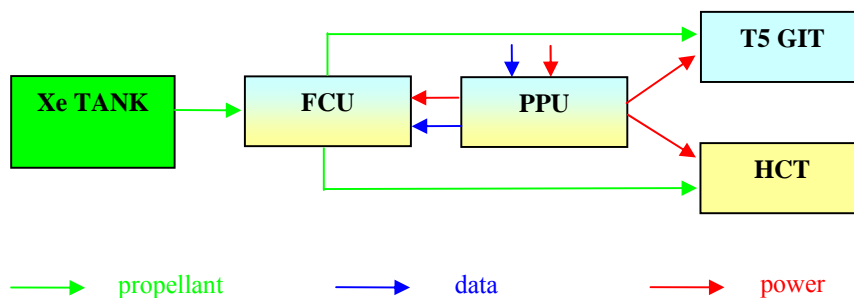 T5 GIT
Xe TANK
FCU
PPU
HCT
propellant
data
power